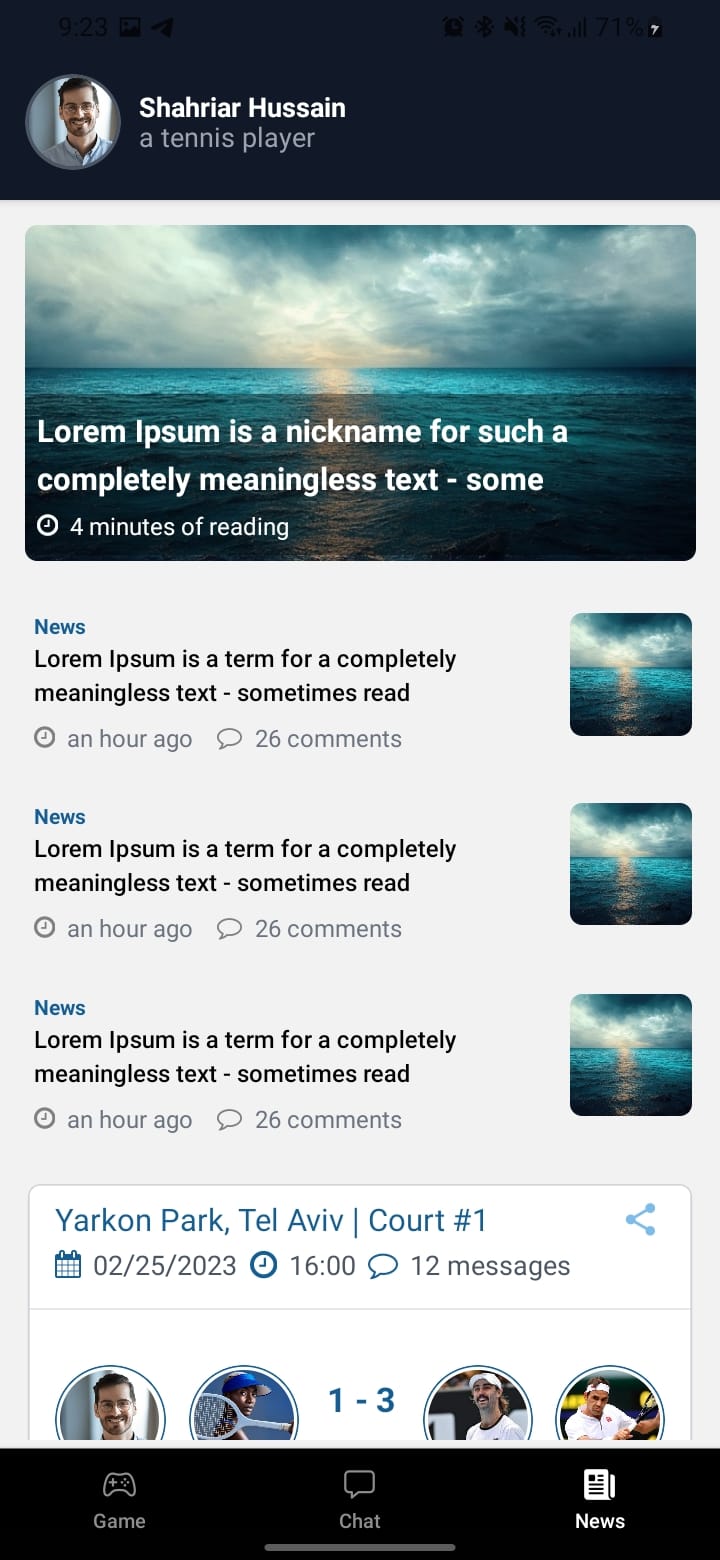 9:23 71%
Shahriar Hussain
a tennis player
Lorem Ipsum is a nickname for such a
completely meaningless text - some
4 minutes of reading
News
Lorem Ipsum is a term for a completely
meaningless text - sometimes read
an hour ago 26 comments
News
Lorem Ipsum is a term for a completely
meaningless text - sometimes read
an hour ago 26 comments
News
Lorem Ipsum is a term for a completely
meaningless text - sometimes read
an hour ago 26 comments
Yarkon Park, Tel Aviv | Court #1
02/25/2023 16:00 12 messages
1 - 3
Game Chat News